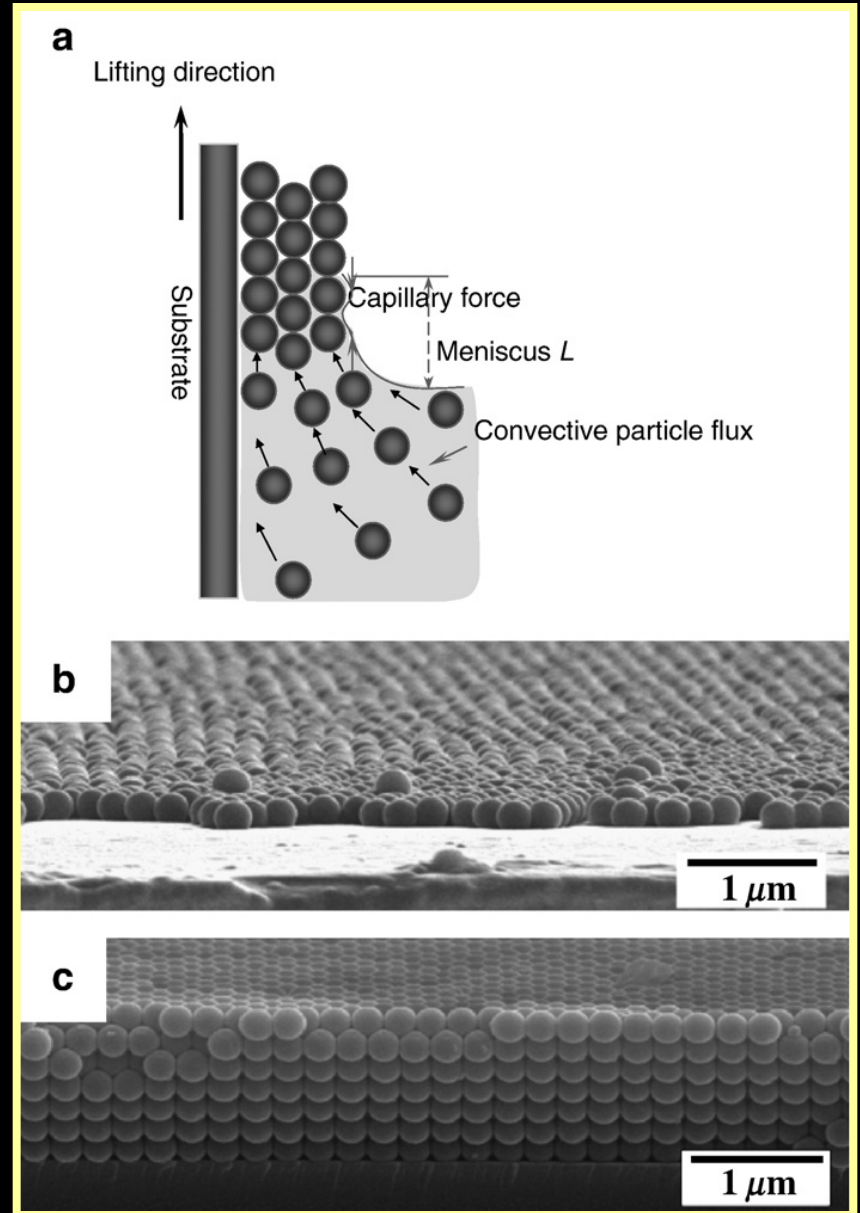 a
Lifting direction
Substrate
Capillary force
Meniscus L
Convective particle flux
b
1 μm
c
1 μm